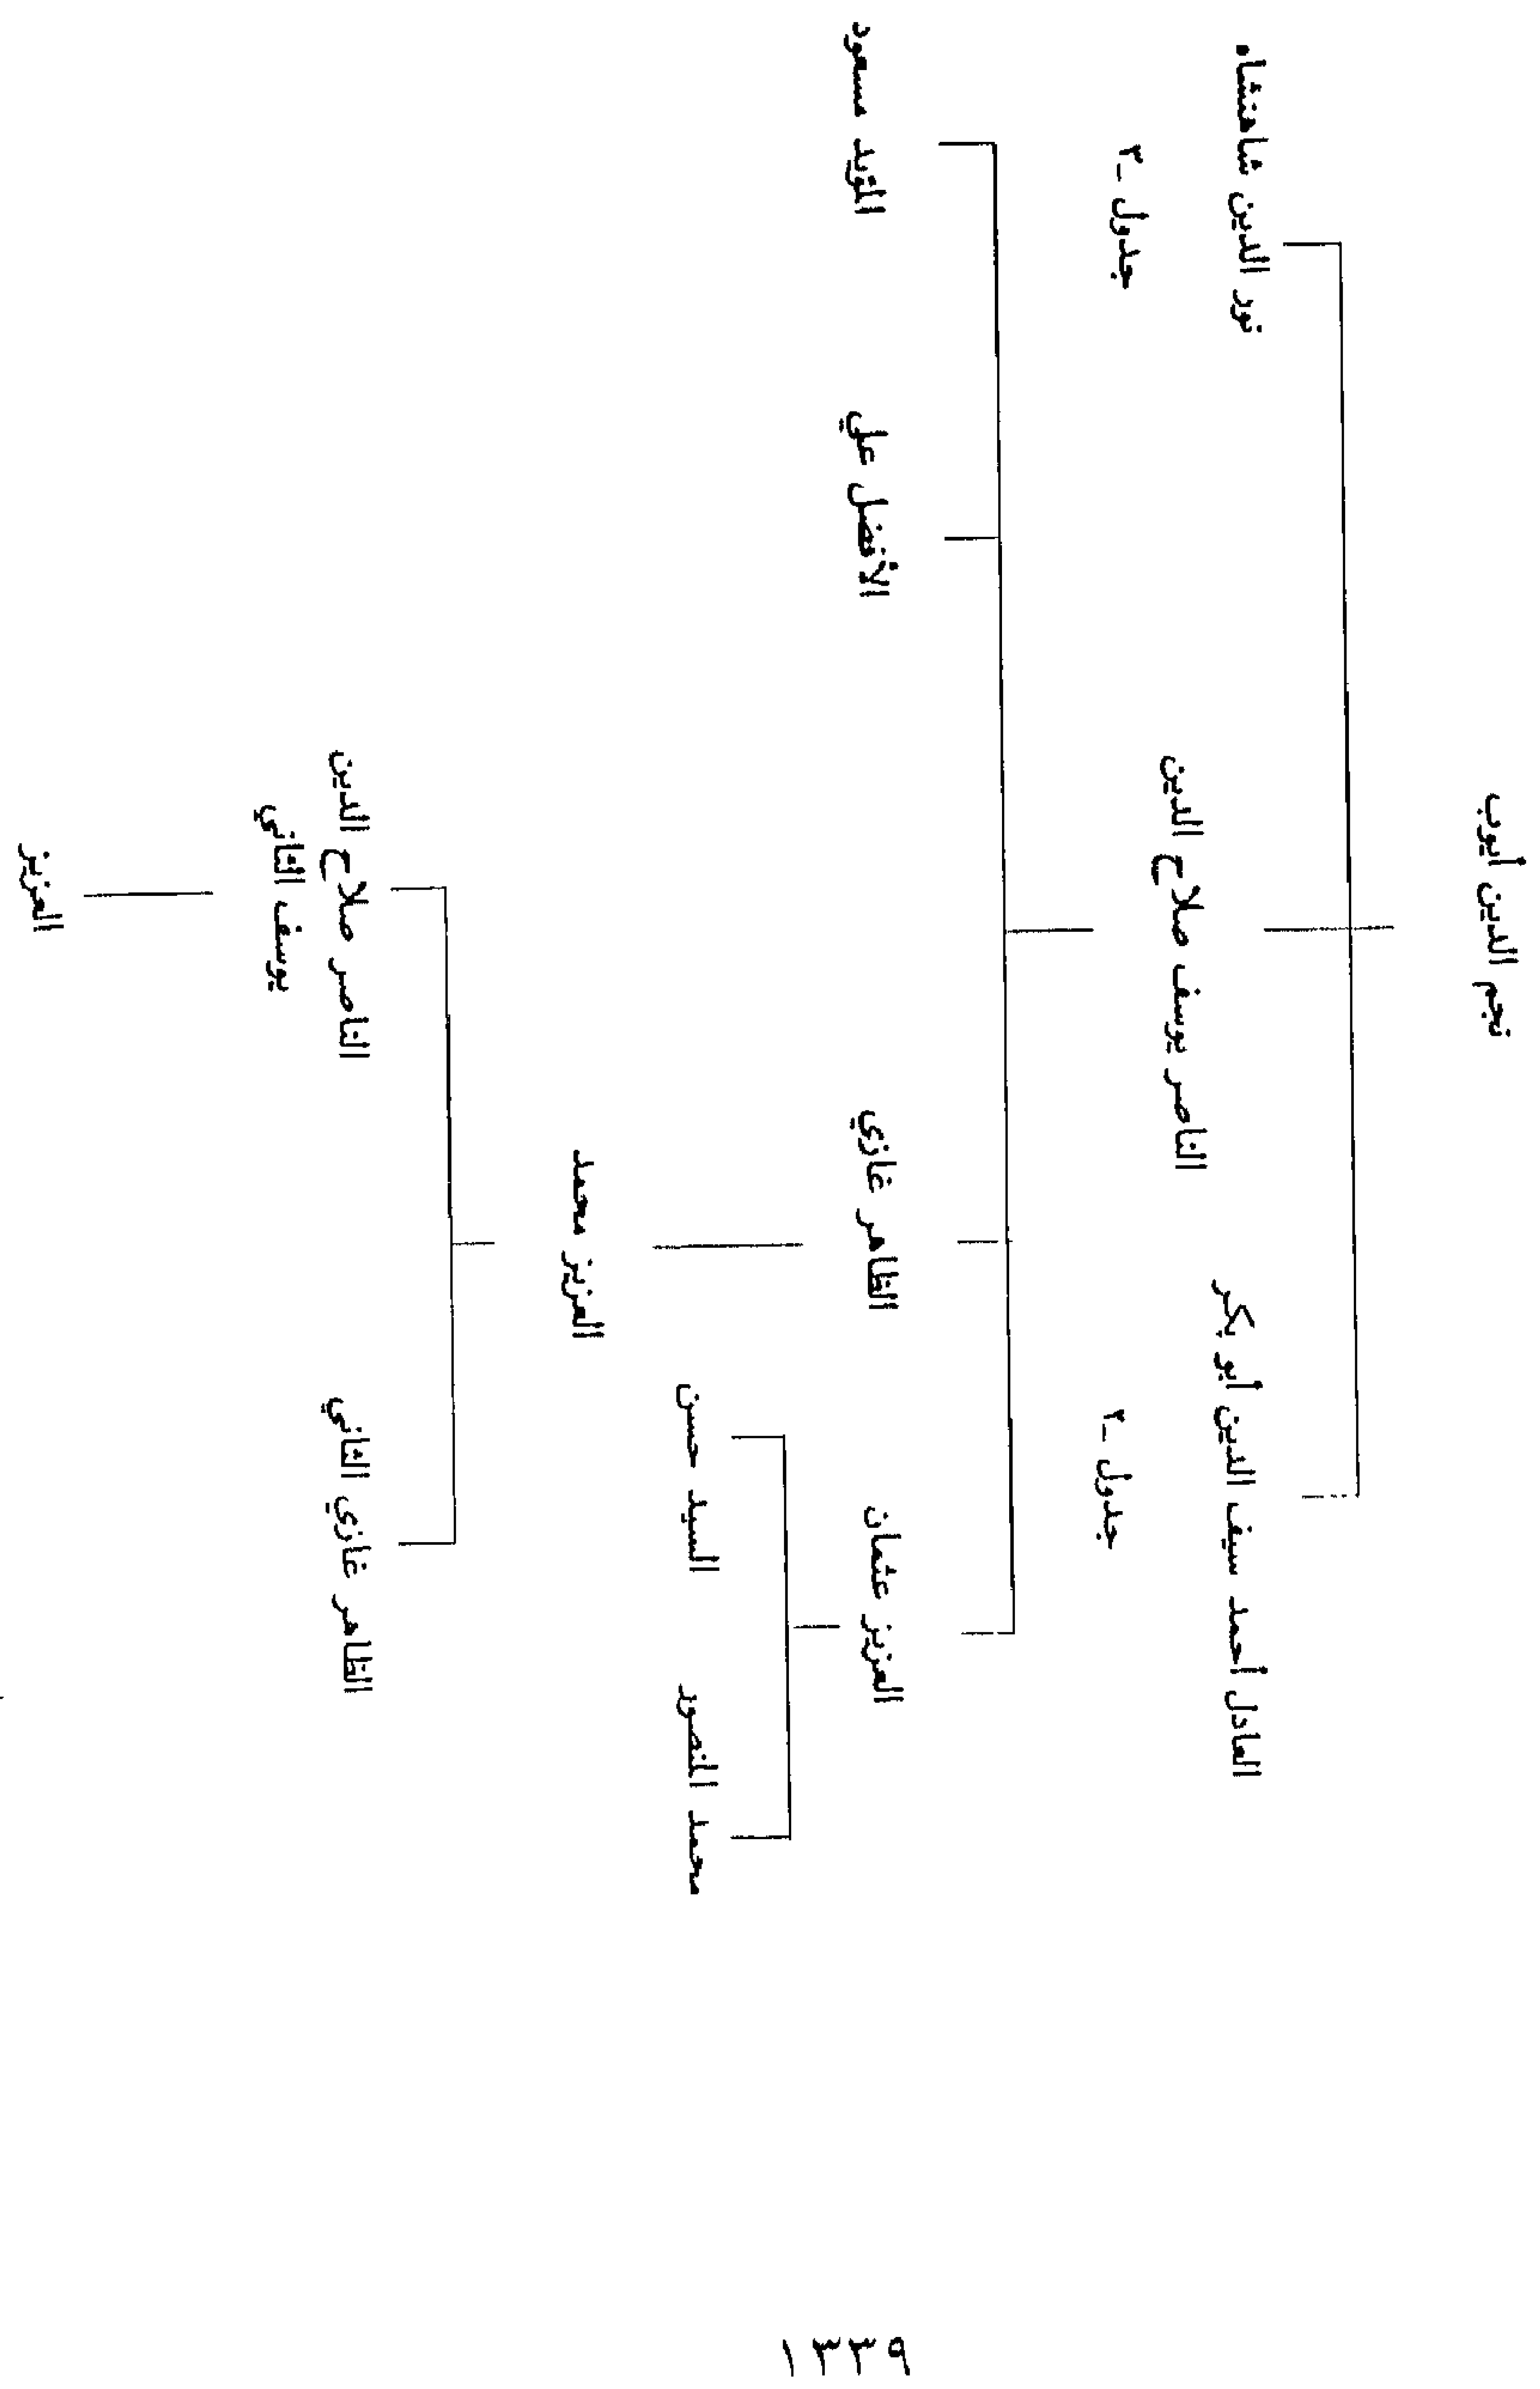 نجم الدين أيوب
العادل أحمد سيف الدين أبو بكر
جدول ـ ٢
الناصر يوسف صلاح الدين
نور الدين شاهنشاه
جدول ـ ٣
العزيز عثمان
الظاهر غازي
الأفضل علي
المؤيد مسعود
محمد المنصور
السيد حسن
العزيز محمد
الظاهر غازي الثاني
الناصر صلاح الدين
يوسف الثاني
العزيز
١٣٣٩